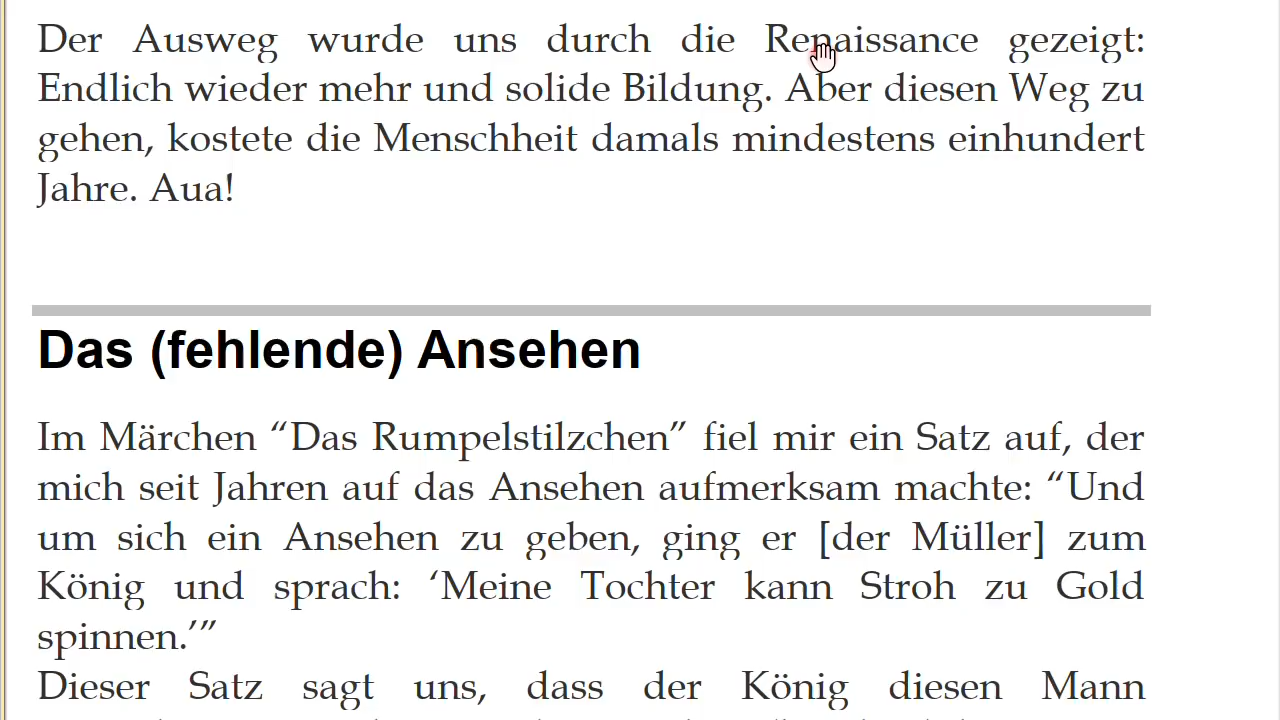 Der Ausweg wurde uns durch die Renaissance gezeigt:
Endlich wieder mehr und solide Bildung. Aber diesen Weg zu
gehen, kostete die Menschheit damals mindestens einhundert
Jahre. Aua!
Das (fehlende) Ansehen
Im Märchen “Das Rumpelstilzchen” fiel mir ein Satz auf, der
mich seit Jahren auf das Ansehen aufmerksam machte: “Und
um sich ein Ansehen zu geben, ging er [der Müller] zum
König und sprach: ‘Meine Tochter kann Stroh zu Gold
spinnen.’”
Dieser Satz sagt uns, dass der König diesen Mann